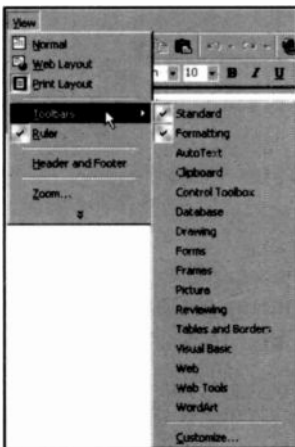 View
Normal
Web Layout
Print Layout
Toolbars
Ruler
Header and Footer
Zoom...
10 B I U
Standard
Formatting
AutoText
Clipboard
Control Toolbox
Database
Drawing
Forms
Frames
Picture
Reviewing
Tables and Borders
Visual Basic
Web
Web Tools
WordArt
Customize...